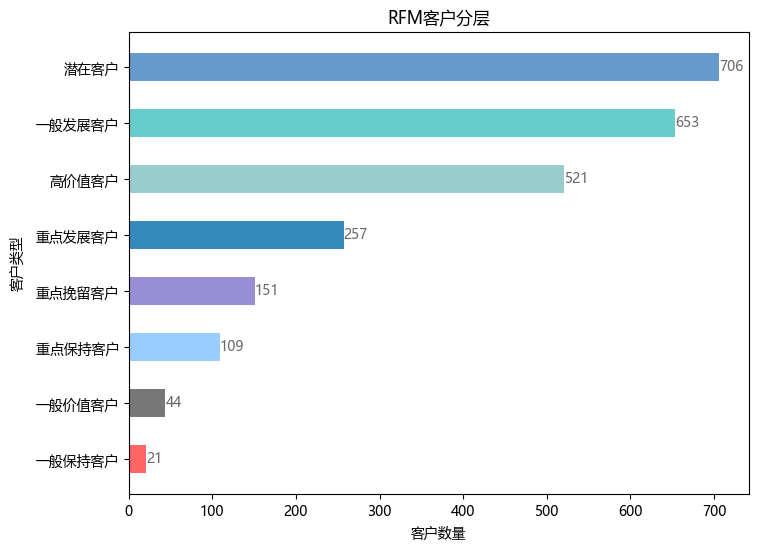 RFM客户分层
潜在客户 706
一般发展客户 653
高价值客户 521
重点发展客户 257
重点挽留客户 151
重点保持客户 109
一般价值客户 44
一般保持客户 21
客户类型
0 100 200 300 400 500 600 700
客户数量